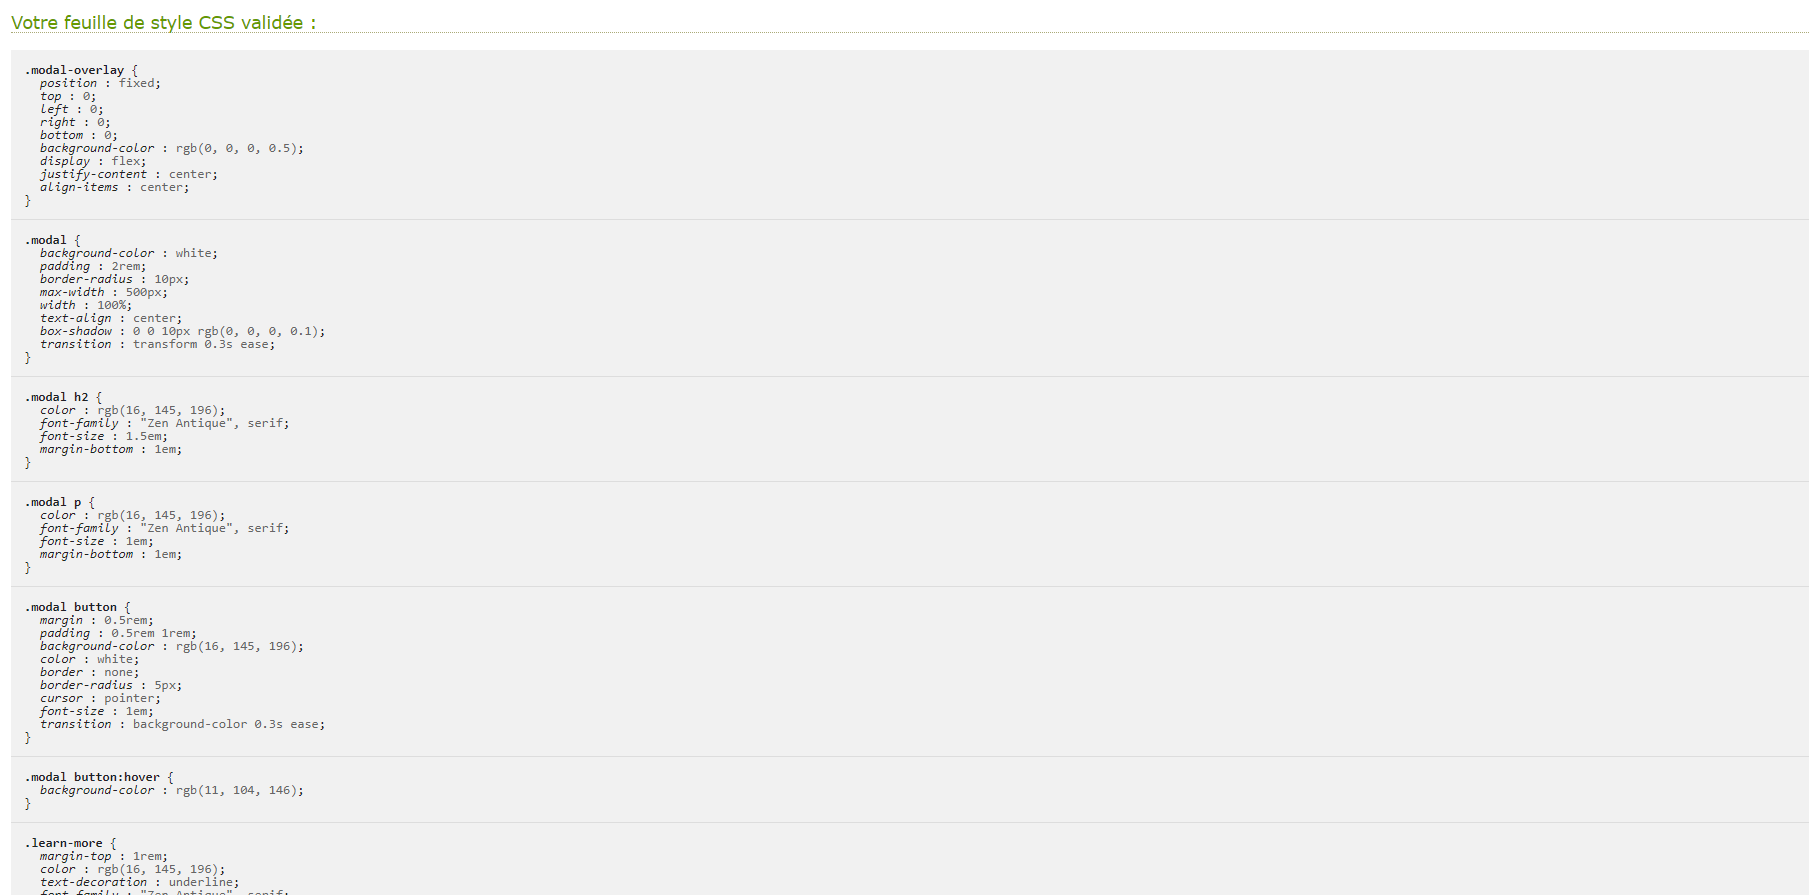 Votre feuille de style CSS validée :
.modal-overlay {
position : fixed;
top : 0;
left : 0;
right : 0;
bottom : 0;
background-color : rgb(0, 0, 0, 0.5);
display : flex;
justify-content : center;
align-items : center;
}
.modal {
background-color : white;
padding : 2rem;
border-radius : 10px;
max-width : 500px;
width : 100%;
text-align : center;
box-shadow : 0 0 10px rgb(0, 0, 0, 0.1);
transition : transform 0.3s ease;
}
.modal h2 {
color : rgb(16, 145, 196);
font-family : "Zen Antique", serif;
font-size : 1.5em;
margin-bottom : 1em;
}
.modal p {
color : rgb(16, 145, 196);
font-family : "Zen Antique", serif;
font-size : 1em;
margin-bottom : 1em;
}
.modal button {
margin : 0.5rem;
padding : 0.5rem 1rem;
background-color : rgb(16, 145, 196);
color : white;
border : none;
border-radius : 5px;
cursor : pointer;
font-size : 1em;
transition : background-color 0.3s ease;
}
.modal button:hover {
background-color : rgb(11, 104, 146);
}
.learn-more {
margin-top : 1rem;
color : rgb(16, 145, 196);
text-decoration : underline;
font-family : "Zen Antique", serif;